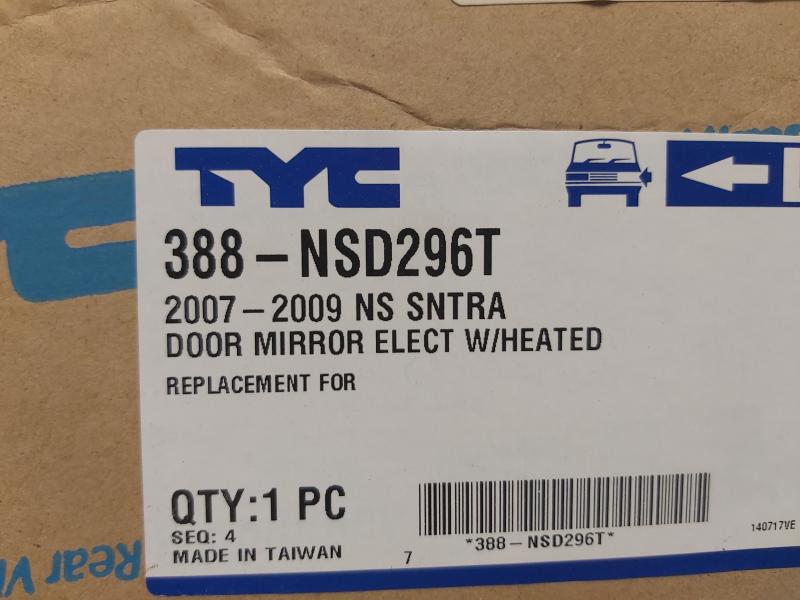 TYC
388-NSD296T
2007-2009 NS SNTRA
DOOR MIRROR ELECT W/HEATED
REPLACEMENT FOR
QTY:1 PC
SEQ: 4
MADE IN TAIWAN
7
*388-NSD296T*
140717VE
Rear